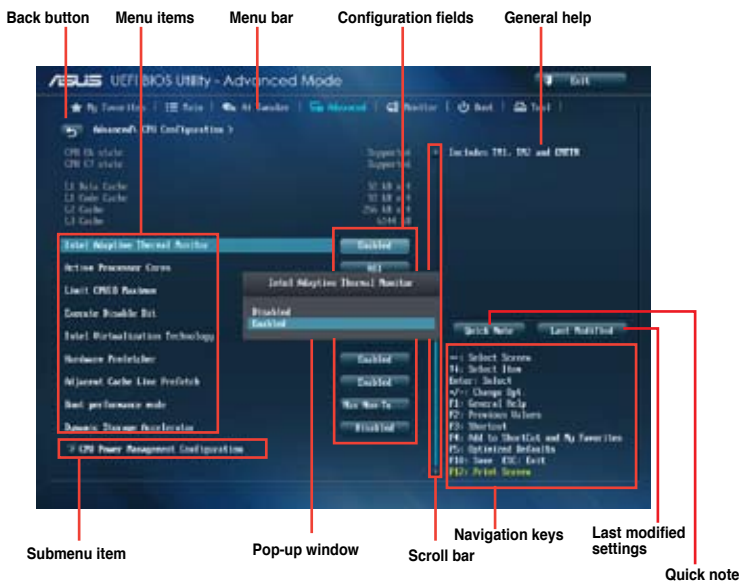 Back button
Menu items
Menu bar
Configuration fields
General help
ASUS UEFI BIOS Utility - Advanced Mode
Exit
My Favorites
Main
Ai Tweaker
Advanced
Monitor
Boot
Tool
Advanced\ CPU Configuration >
CPU C6 state Supported
CPU C7 state Supported
L1 Data Cache 32 kB x 4
L1 Code Cache 32 kB x 4
L2 Cache 256 kB x 4
L3 Cache
Includes TM1, TM2 and EMTTM
Intel Adaptive Thermal Monitor Enabled
Active Processor Cores All
Limit CPUID Maximum
Execute Disable Bit
Intel Virtualization Technology
Hardware Prefetcher Enabled
Adjacent Cache Line Prefetch Enabled
Boot performance mode Max Non-Tu
Dynamic Storage Accelerator Disabled
> CPU Power Management Configuration
Intel Adaptive Thermal Monitor
Disabled
Enabled
Quick Note
Last Modified
→←: Select Screen
↑↓: Select Item
Enter: Select
+/-: Change Opt.
F1: General Help
F2: Previous Values
F3: Shortcut
F4: Add to ShortCut and My Favorites
F5: Optimized Defaults
F10: Save ESC: Exit
F12: Print Screen
Submenu item
Pop-up window
Scroll bar
Navigation keys
Last modified
settings
Quick note